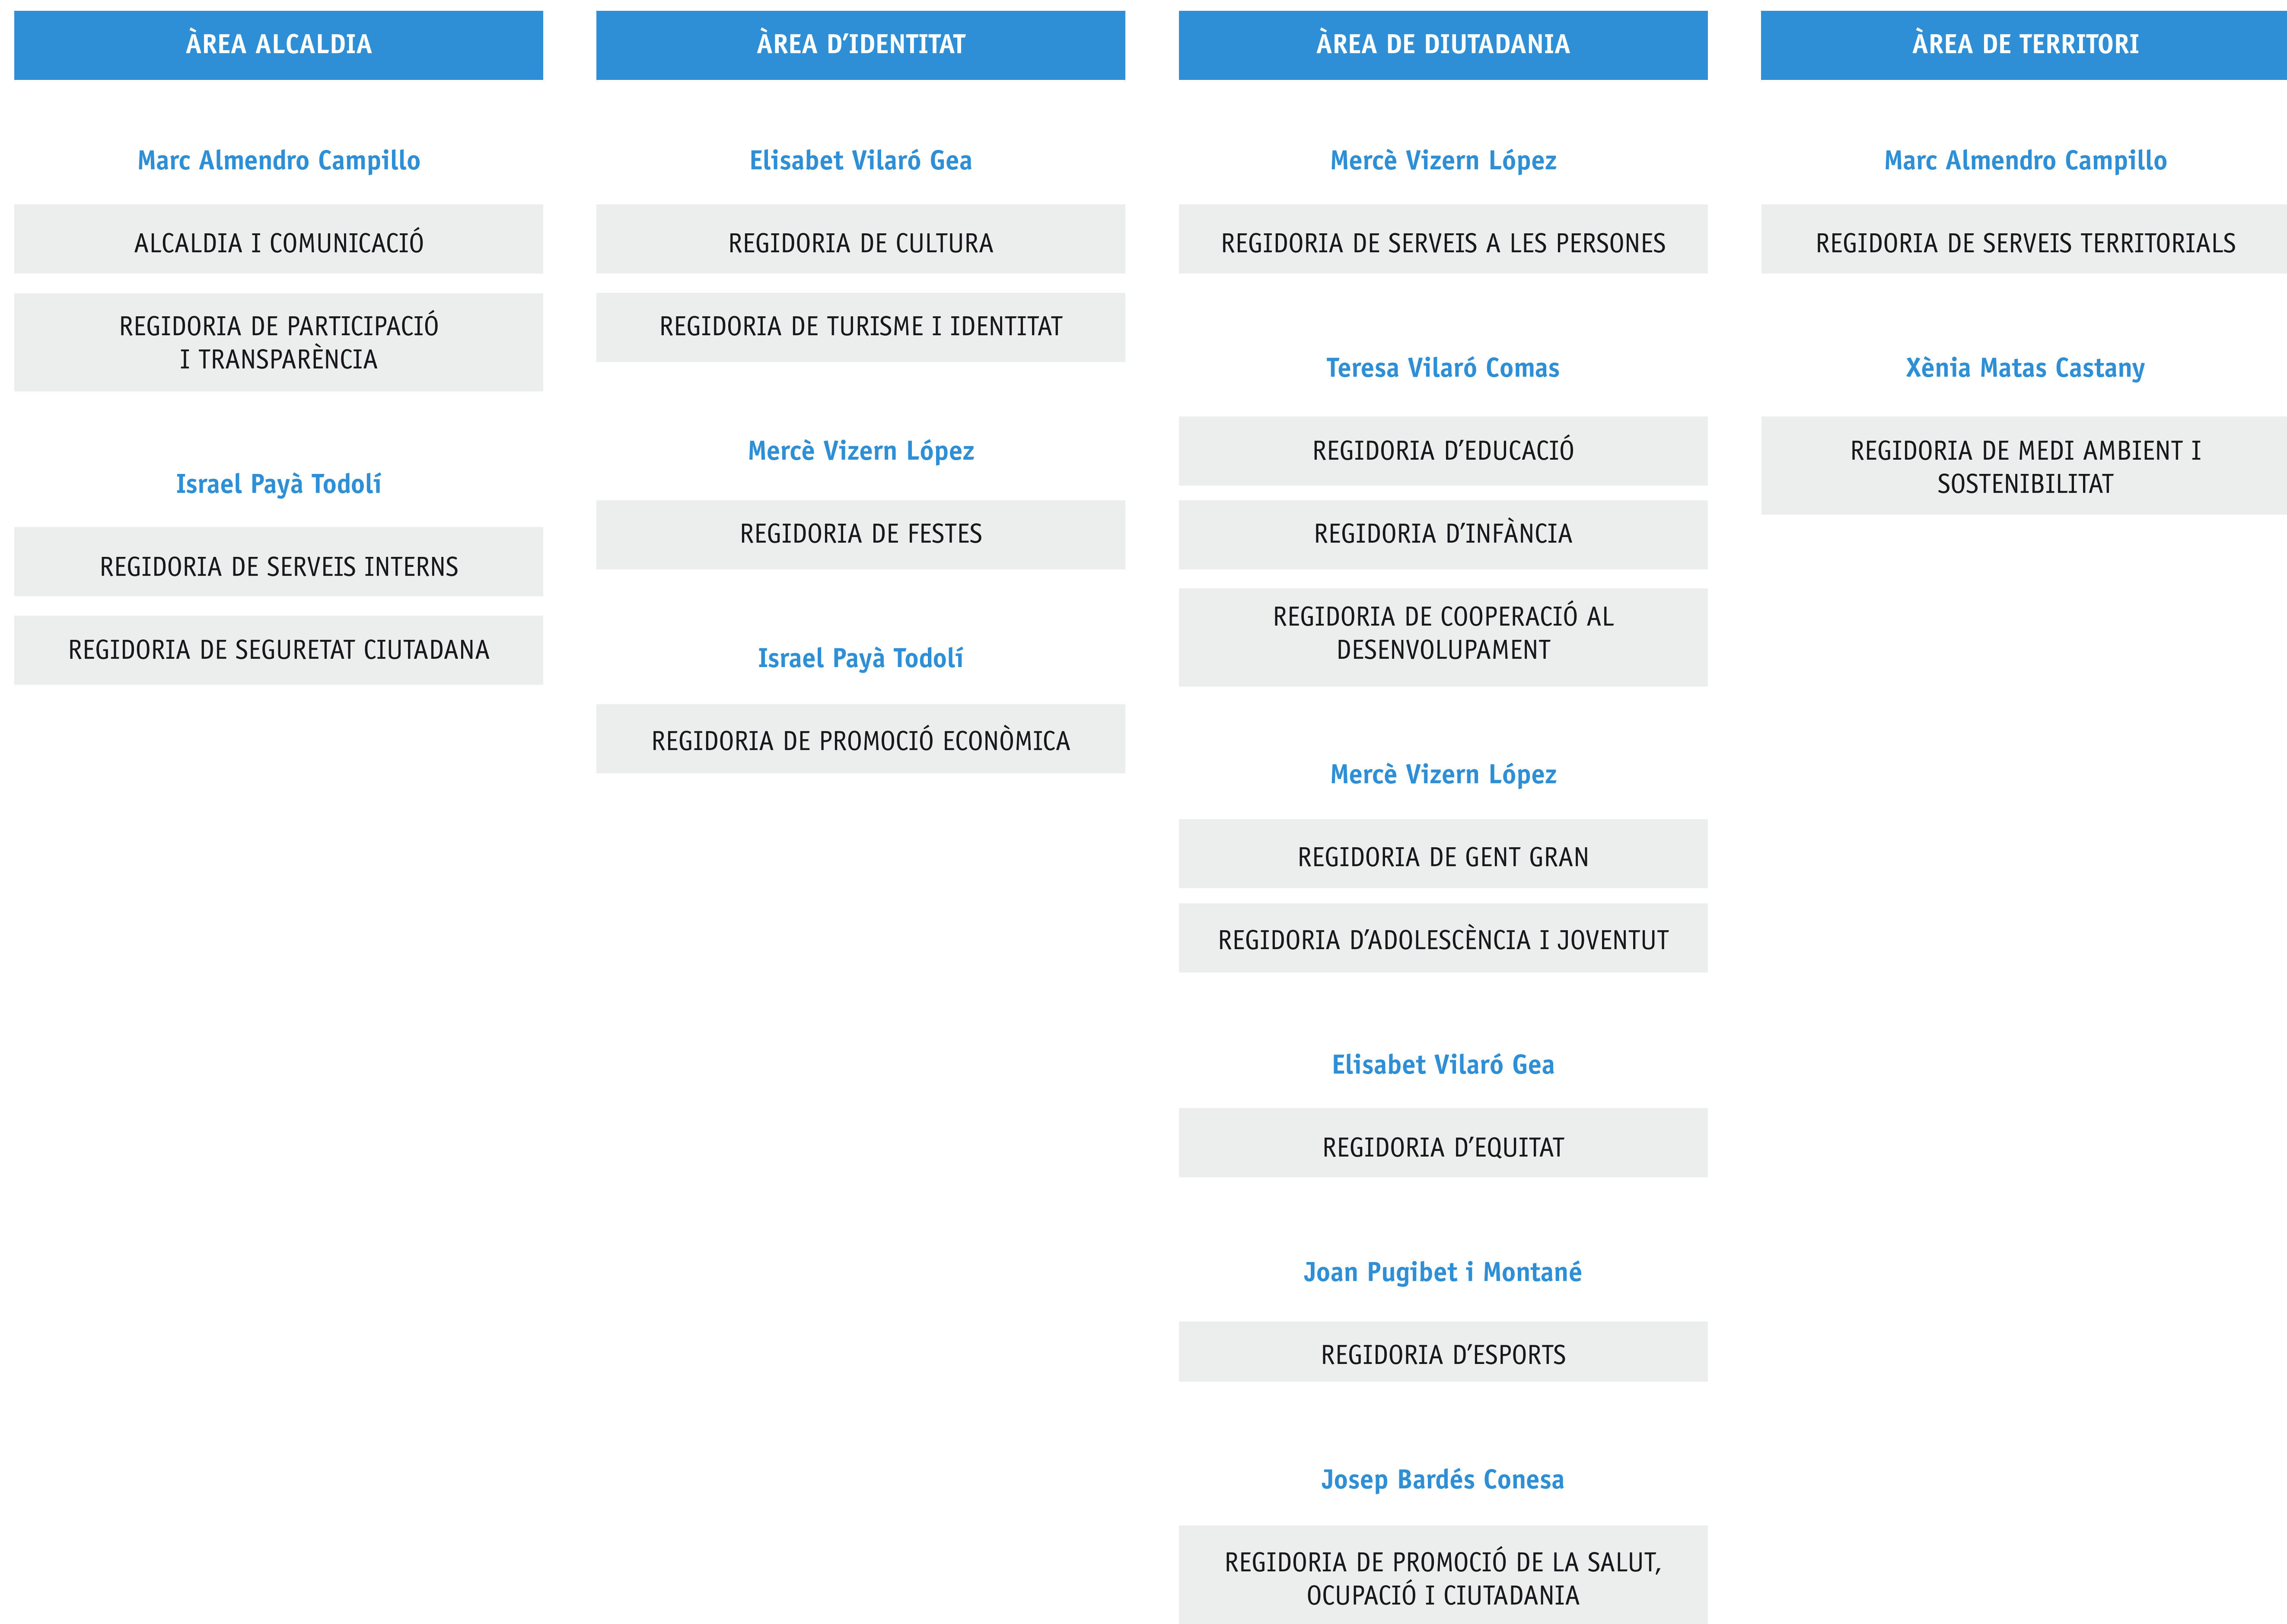 ÀREA ALCALDIA
Marc Almendro Campillo
ALCALDIA I COMUNICACIÓ
REGIDORIA DE PARTICIPACIÓ
I TRANSPARÈNCIA
Israel Payà Todolí
REGIDORIA DE SERVEIS INTERNS
REGIDORIA DE SEGURETAT CIUTADANA
ÀREA D’IDENTITAT
Elisabet Vilaró Gea
REGIDORIA DE CULTURA
REGIDORIA DE TURISME I IDENTITAT
Mercè Vizern López
REGIDORIA DE FESTES
Israel Payà Todolí
REGIDORIA DE PROMOCIÓ ECONÒMICA
ÀREA DE DIUTADANIA
Mercè Vizern López
REGIDORIA DE SERVEIS A LES PERSONES
Teresa Vilaró Comas
REGIDORIA D’EDUCACIÓ
REGIDORIA D’INFÀNCIA
REGIDORIA DE COOPERACIÓ AL
DESENVOLUPAMENT
Mercè Vizern López
REGIDORIA DE GENT GRAN
REGIDORIA D’ADOLESCÈNCIA I JOVENTUT
Elisabet Vilaró Gea
REGIDORIA D’EQUITAT
Joan Pugibet i Montané
REGIDORIA D’ESPORTS
Josep Bardés Conesa
REGIDORIA DE PROMOCIÓ DE LA SALUT,
OCUPACIÓ I CIUTADANIA
ÀREA DE TERRITORI
Marc Almendro Campillo
REGIDORIA DE SERVEIS TERRITORIALS
Xènia Matas Castany
REGIDORIA DE MEDI AMBIENT I
SOSTENIBILITAT